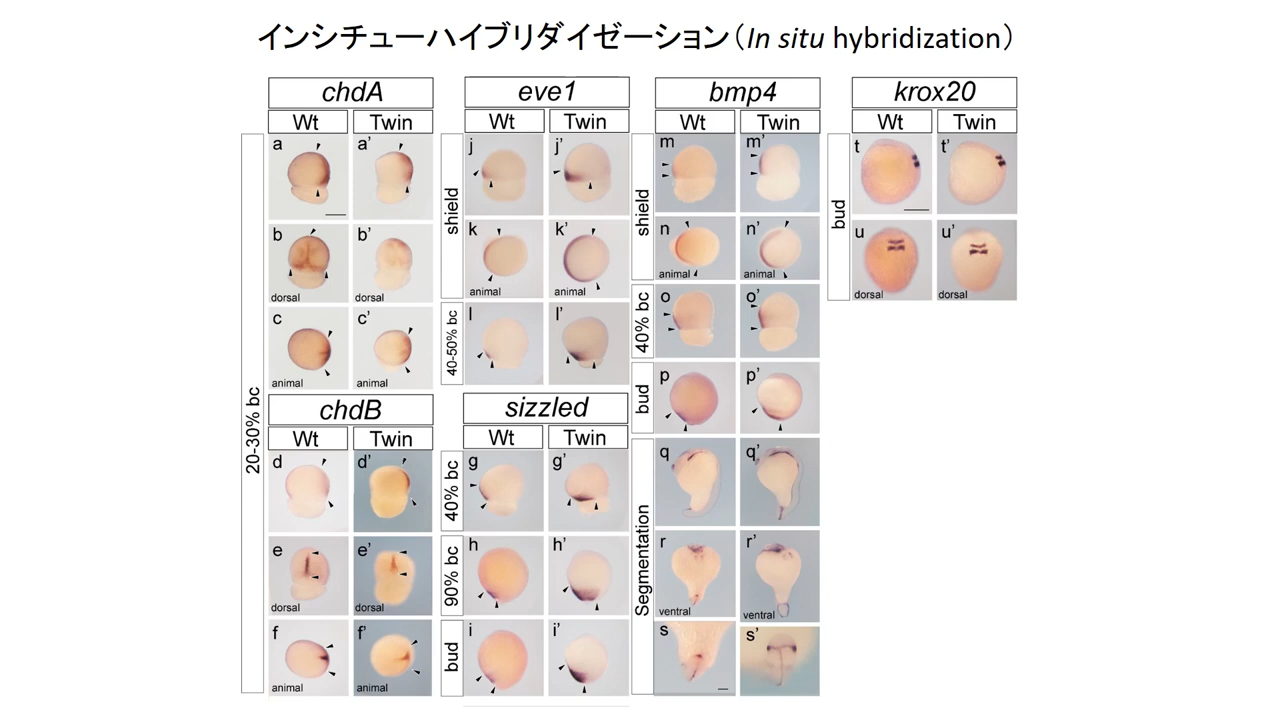 インシチューハイブリダイゼーション（In situ hybridization）
chdA
Wt Twin
a a'
b b'
dorsal dorsal
c c'
animal animal
chdB
Wt Twin
d d'
e e'
dorsal dorsal
f f'
animal animal
20-30% bc
eve1
Wt Twin
shield
j j'
k k'
animal animal
40-50% bc
l l'
sizzled
Wt Twin
40% bc
g g'
90% bc
h h'
bud
i i'
bmp4
Wt Twin
shield
m m'
n n'
animal animal
40% bc
o o'
bud
p p'
Segmentation
q q'
r r'
ventral ventral
s s'
krox20
Wt Twin
bud
t t'
u u'
dorsal dorsal